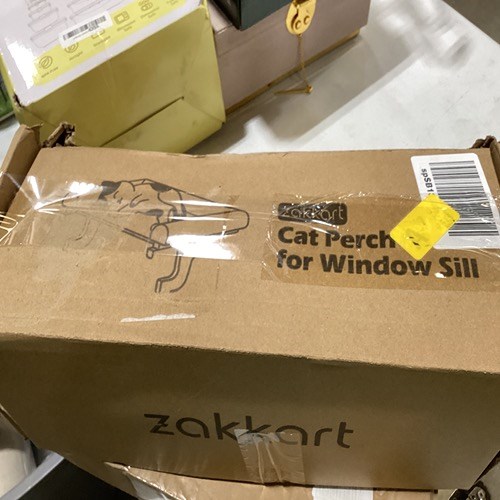 zakkart
Cat Perch
for Window Sill
zakkart